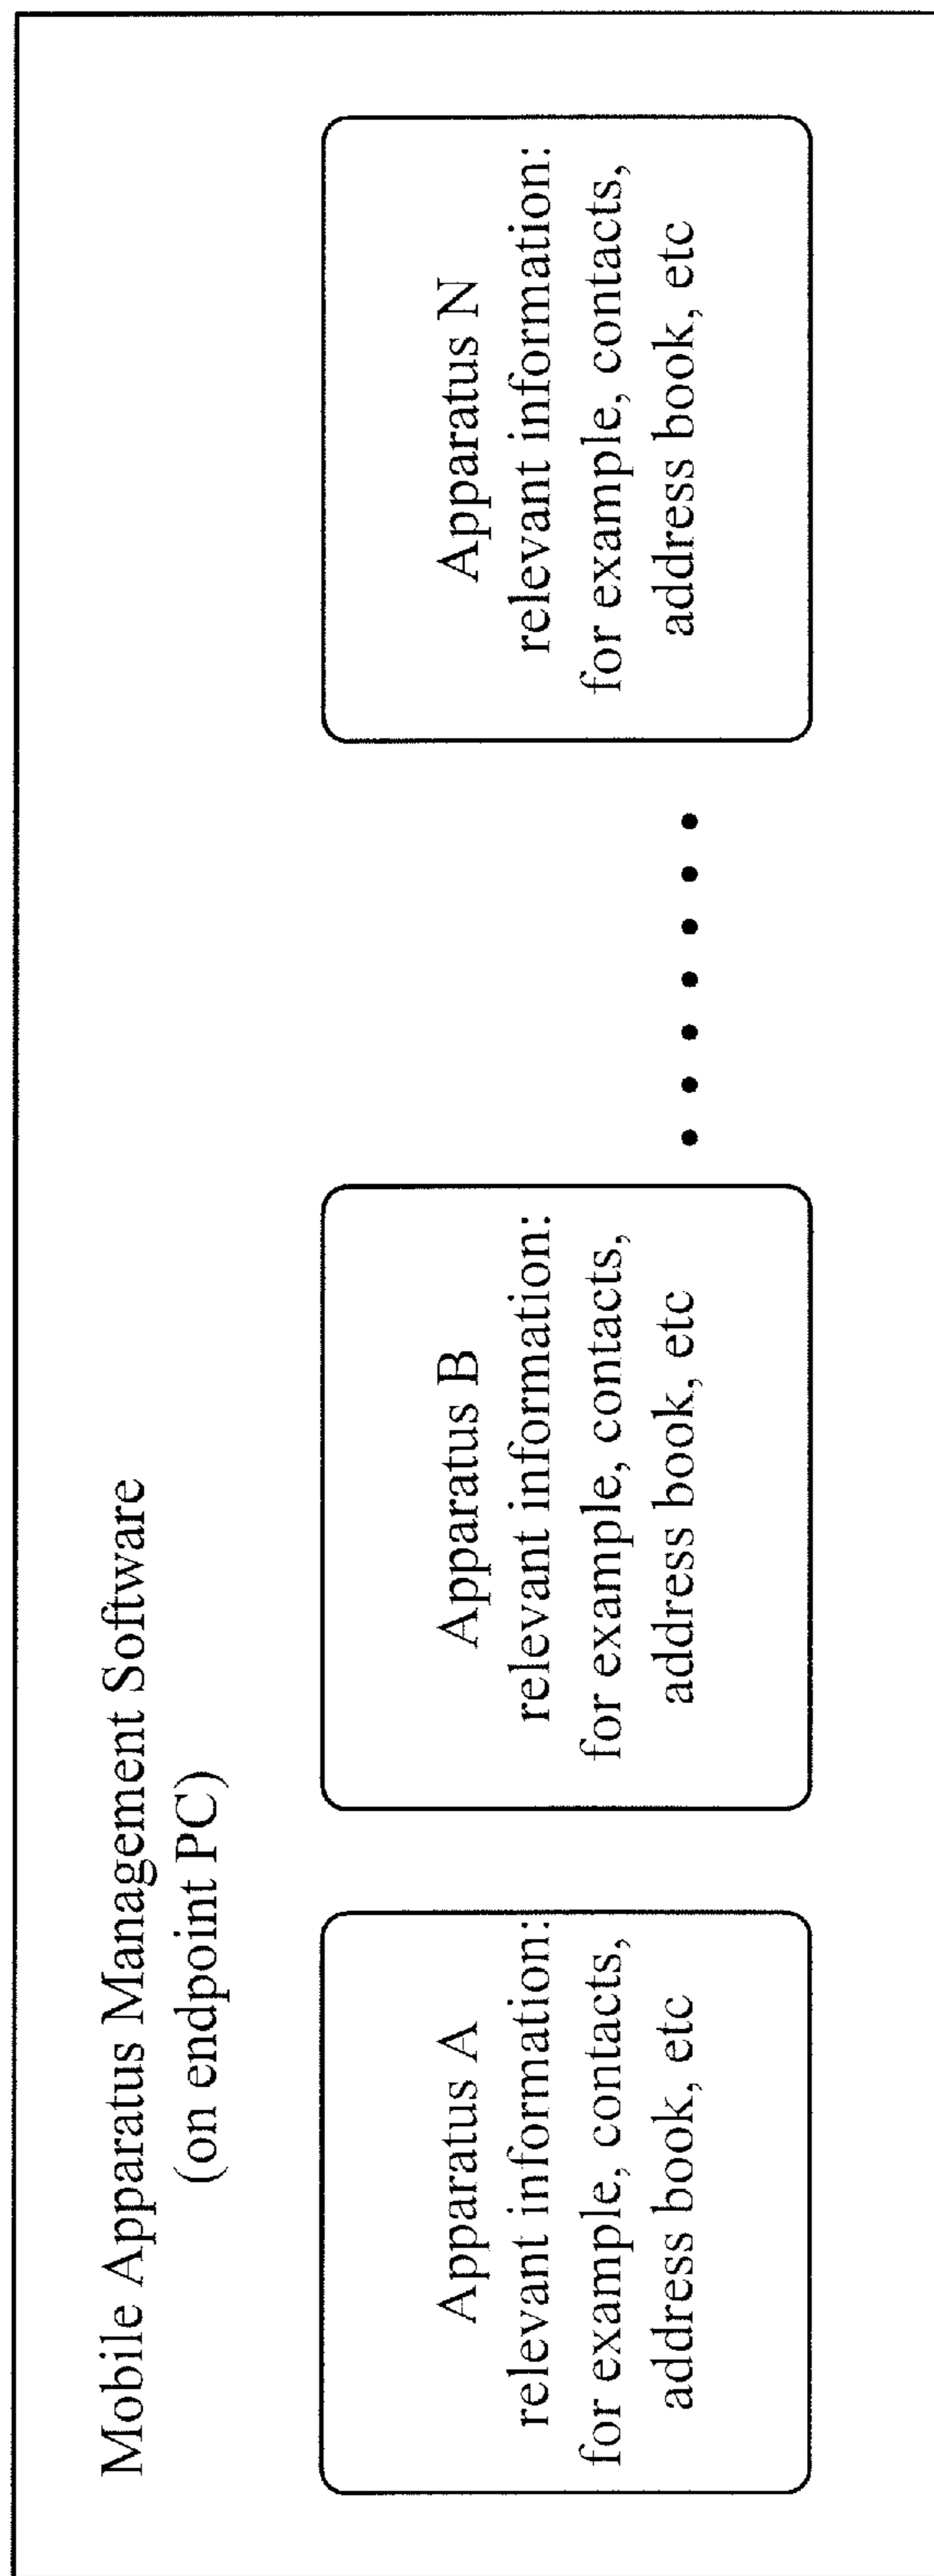 Mobile Apparatus Management Software
(on endpoint PC)
Apparatus A
relevant information:
for example, contacts,
address book, etc
Apparatus B
relevant information:
for example, contacts,
address book, etc
Apparatus N
relevant information:
for example, contacts,
address book, etc